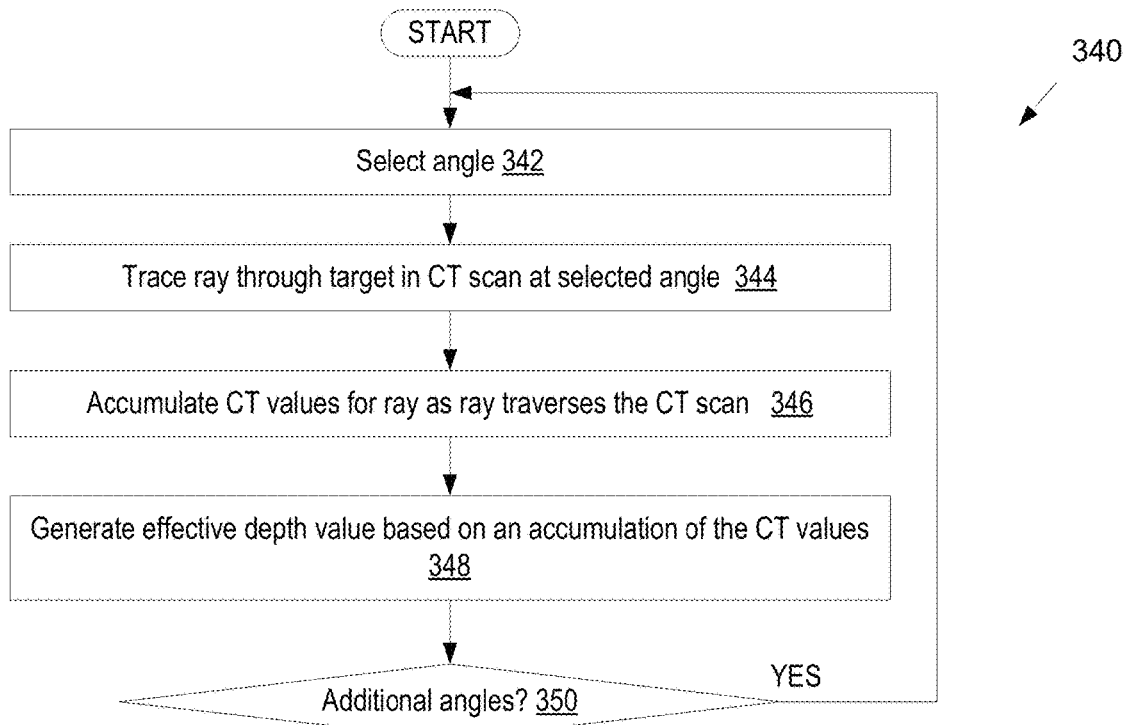 START
340
Select angle 342
Trace ray through target in CT scan at selected angle 344
Accumulate CT values for ray as ray traverses the CT scan 346
Generate effective depth value based on an accumulation of the CT values
348
YES
Additional angles? 350